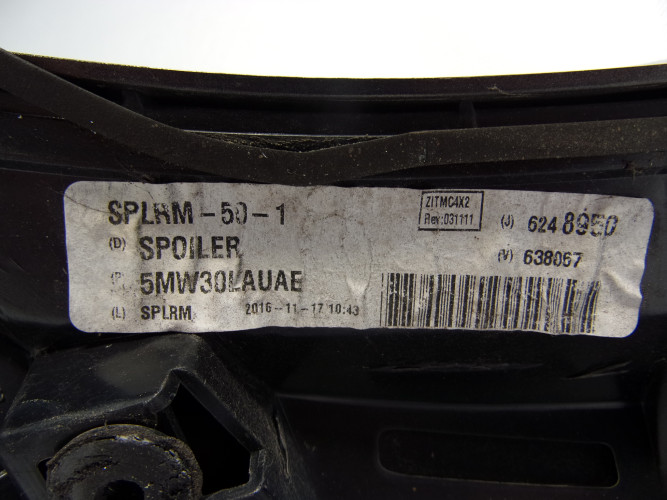 SPLRM-50-1
ZITMC4X2
Rev:031111
(J) 6248950
(D) SPOILER
(V) 638067
(P) 5MW30LAUAE
(L) SPLRM 2016-11-17 10:43